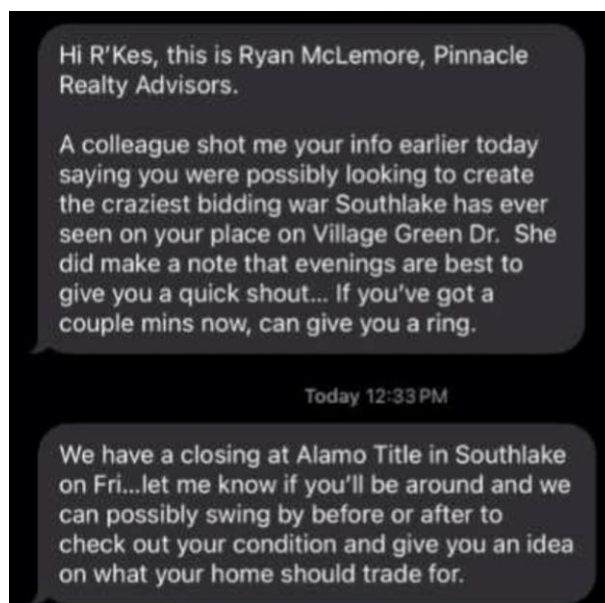 Hi R'Kes, this is Ryan McLemore, Pinnacle
Realty Advisors.
A colleague shot me your info earlier today
saying you were possibly looking to create
the craziest bidding war Southlake has ever
seen on your place on Village Green Dr.  She
did make a note that evenings are best to
give you a quick shout... If you've got a
couple mins now, can give you a ring.
Today 12:33 PM
We have a closing at Alamo Title in Southlake
on Fri...let me know if you'll be around and we
can possibly swing by before or after to
check out your condition and give you an idea
on what your home should trade for.